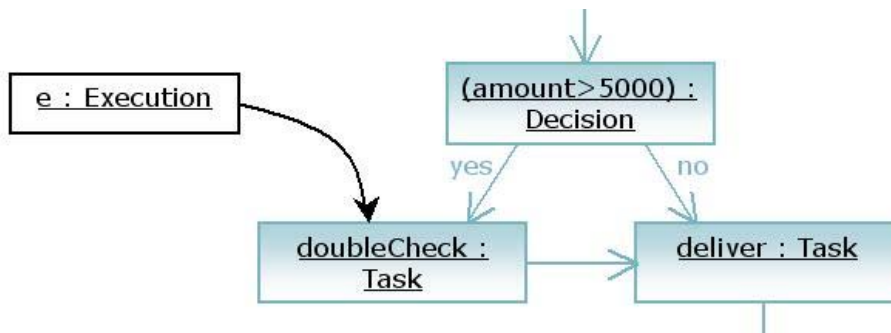 e : Execution
(amount>5000) :
Decision
yes
no
doubleCheck :
Task
deliver : Task